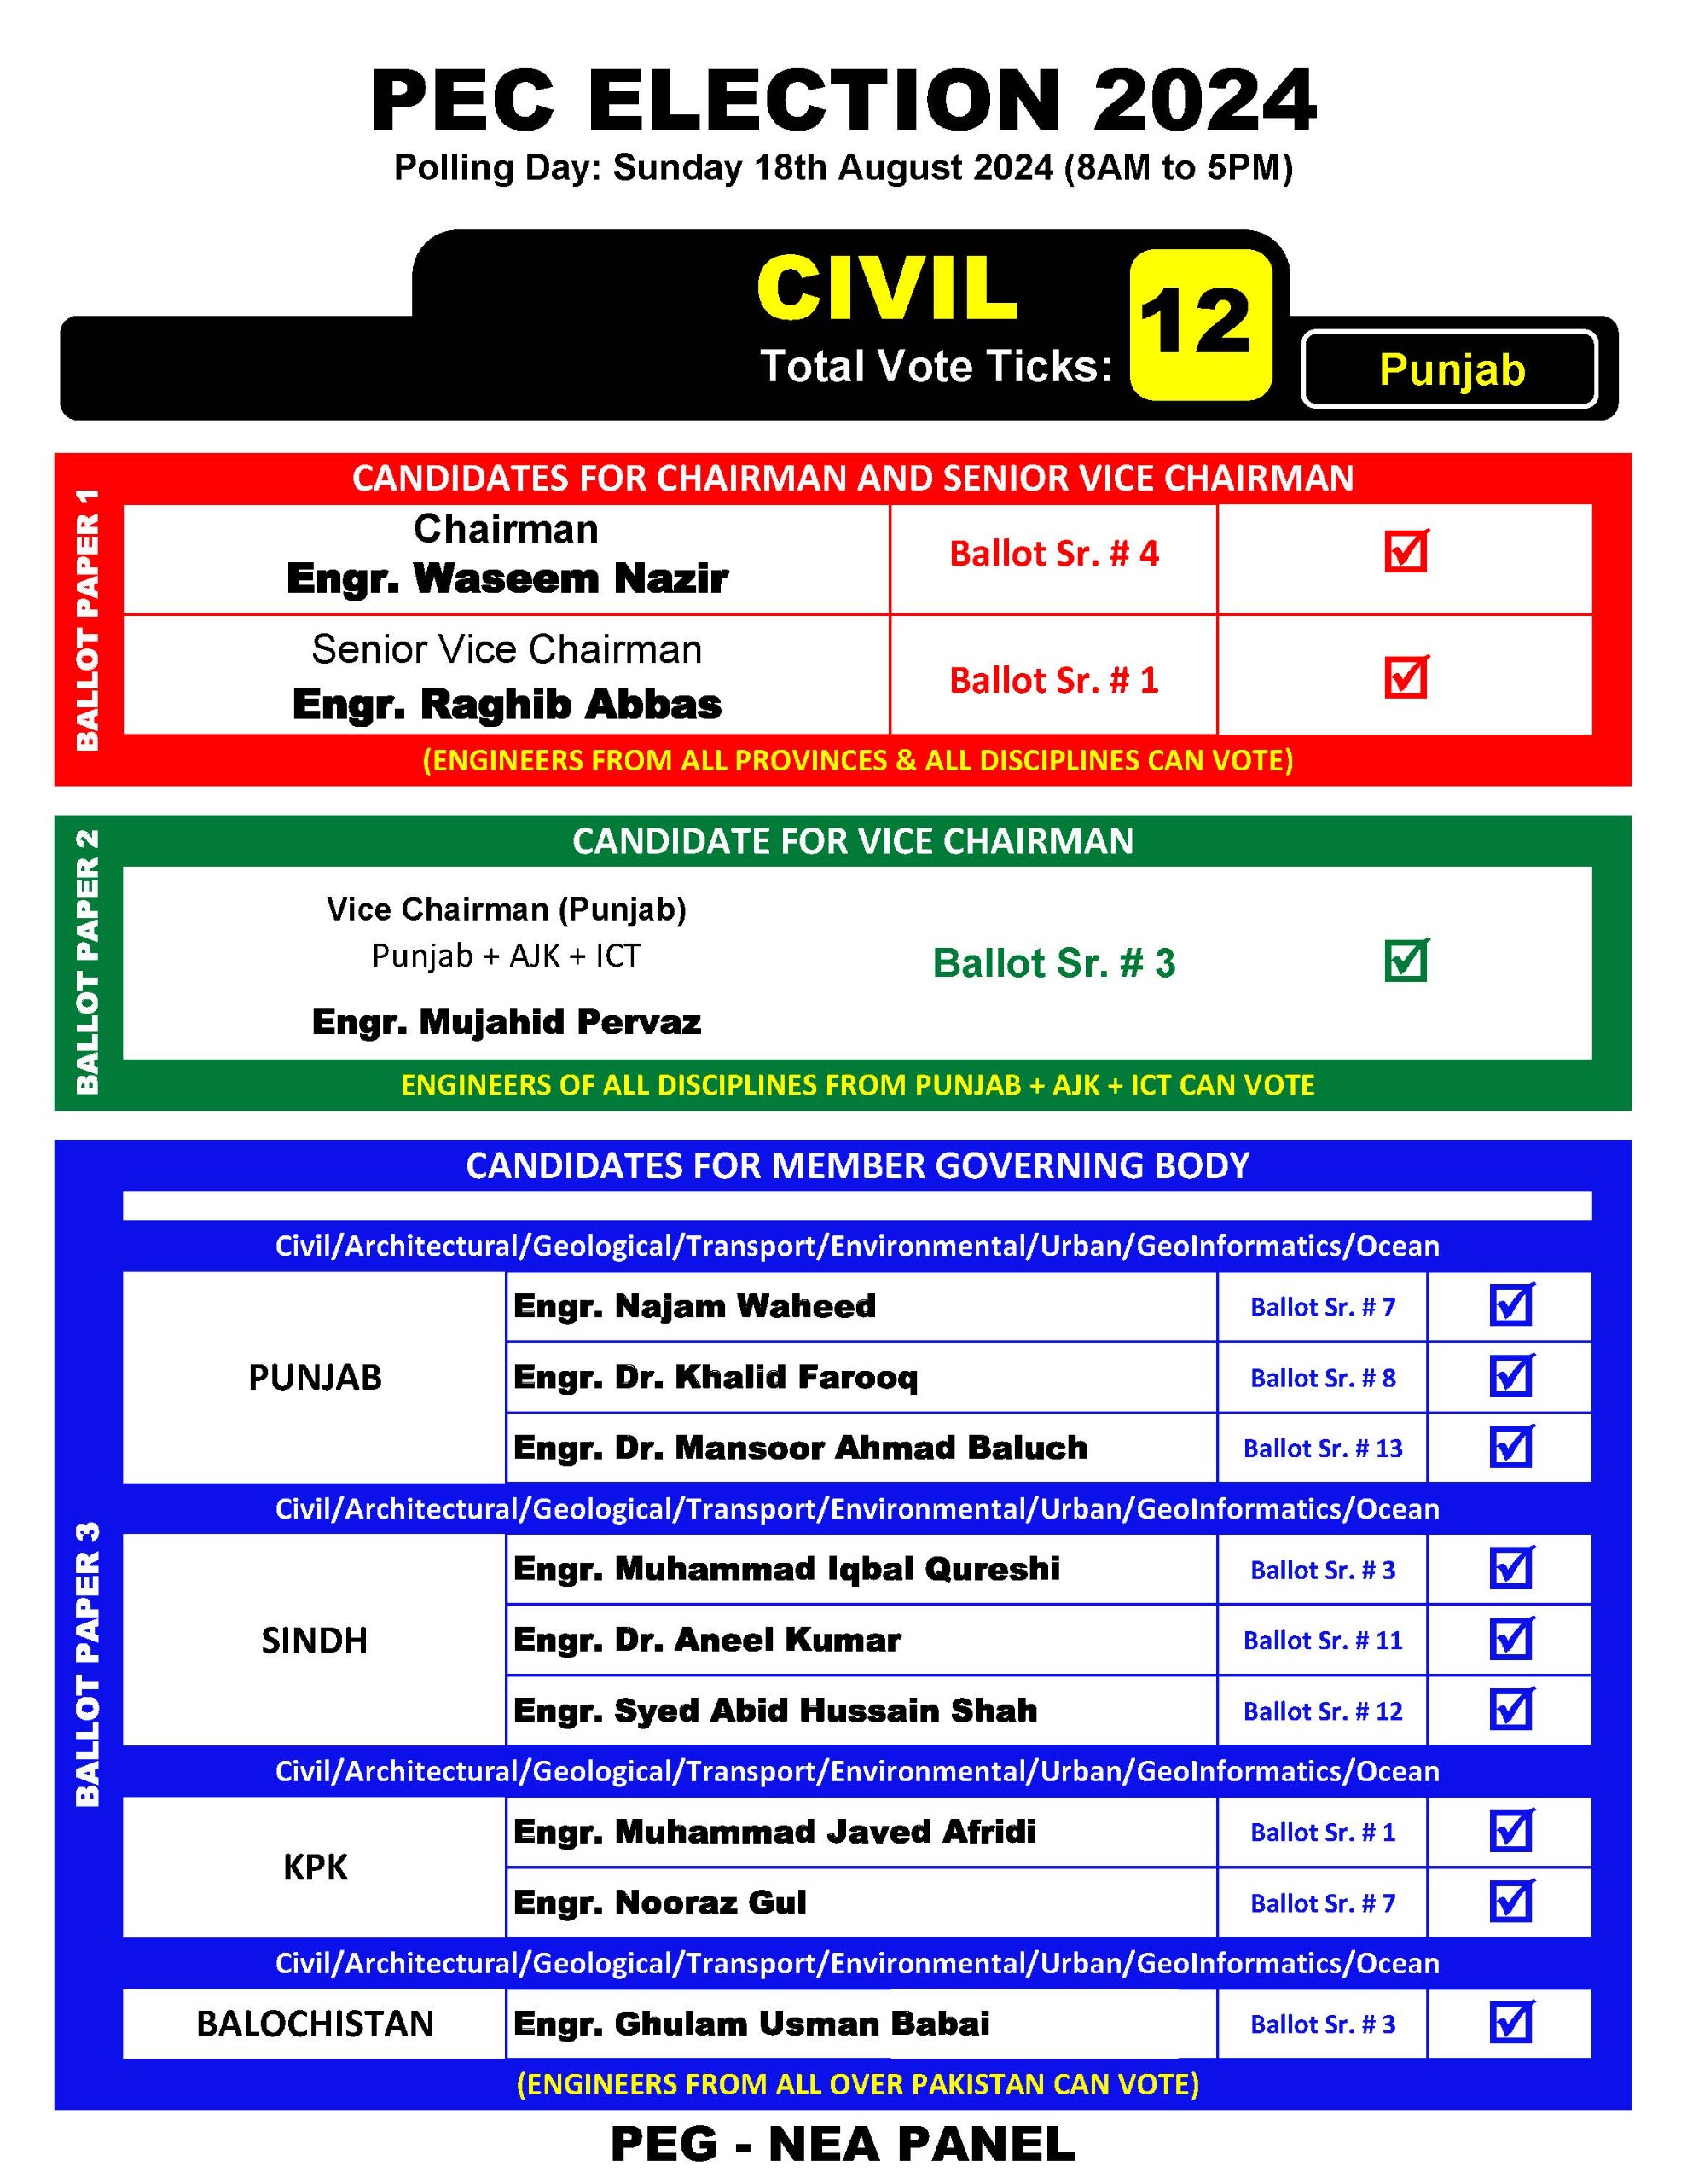 PEC ELECTION 2024
Polling Day: Sunday 18th August 2024 (8AM to 5PM)
CIVIL
Total Vote Ticks: 12
Punjab
BALLOT PAPER 1
CANDIDATES FOR CHAIRMAN AND SENIOR VICE CHAIRMAN
Chairman
Engr. Waseem Nazir
Ballot Sr. # 4
Senior Vice Chairman
Engr. Raghib Abbas
Ballot Sr. # 1
(ENGINEERS FROM ALL PROVINCES & ALL DISCIPLINES CAN VOTE)
BALLOT PAPER 2
CANDIDATE FOR VICE CHAIRMAN
Vice Chairman (Punjab)
Punjab + AJK + ICT
Engr. Mujahid Pervaz
Ballot Sr. # 3
ENGINEERS OF ALL DISCIPLINES FROM PUNJAB + AJK + ICT CAN VOTE
BALLOT PAPER 3
CANDIDATES FOR MEMBER GOVERNING BODY
Civil/Architectural/Geological/Transport/Environmental/Urban/GeoInformatics/Ocean
PUNJAB
Engr. Najam Waheed Ballot Sr. # 7
Engr. Dr. Khalid Farooq Ballot Sr. # 8
Engr. Dr. Mansoor Ahmad Baluch Ballot Sr. # 13
Civil/Architectural/Geological/Transport/Environmental/Urban/GeoInformatics/Ocean
SINDH
Engr. Muhammad Iqbal Qureshi Ballot Sr. # 3
Engr. Dr. Aneel Kumar Ballot Sr. # 11
Engr. Syed Abid Hussain Shah Ballot Sr. # 12
Civil/Architectural/Geological/Transport/Environmental/Urban/GeoInformatics/Ocean
KPK
Engr. Muhammad Javed Afridi Ballot Sr. # 1
Engr. Nooraz Gul Ballot Sr. # 7
Civil/Architectural/Geological/Transport/Environmental/Urban/GeoInformatics/Ocean
BALOCHISTAN Engr. Ghulam Usman Babai Ballot Sr. # 3
(ENGINEERS FROM ALL OVER PAKISTAN CAN VOTE)
PEG - NEA PANEL